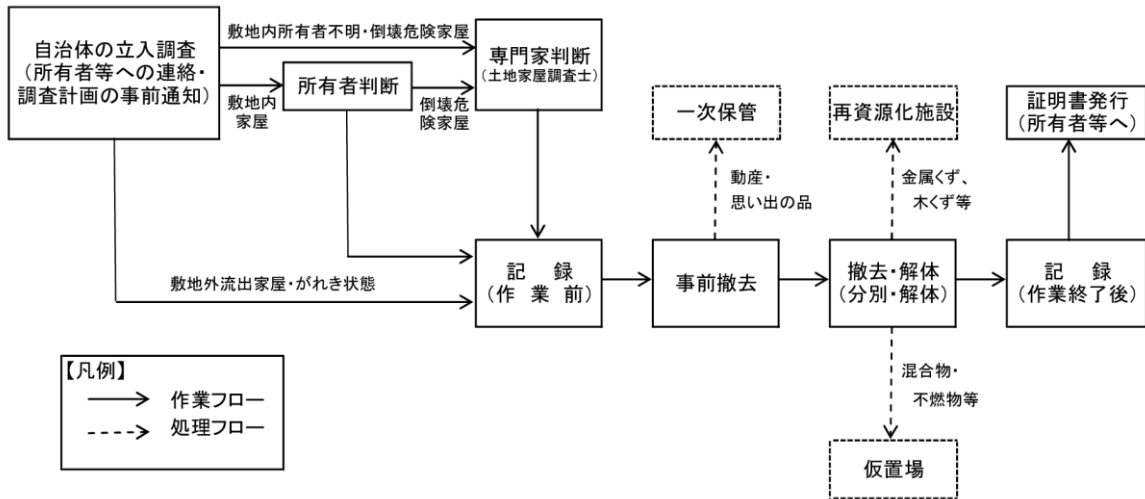 敷地内所有者不明・倒壊危険家屋
自治体の立入調査
(所有者等への連絡・
調査計画の事前通知)
敷地内
家屋
所有者判断
倒壊危
険家屋
専門家判断
(土地家屋調査士)
一次保管
再資源化施設
証明書発行
(所有者等へ)
動産・
思い出の品
金属くず、
木くず等
敷地外流出家屋・がれき状態
記　録
(作 業 前)
事前撤去
撤去・解体
(分別・解体)
記　録
(作業終了後)
混合物・
不燃物等
仮置場
【凡例】
作業フロー
処理フロー